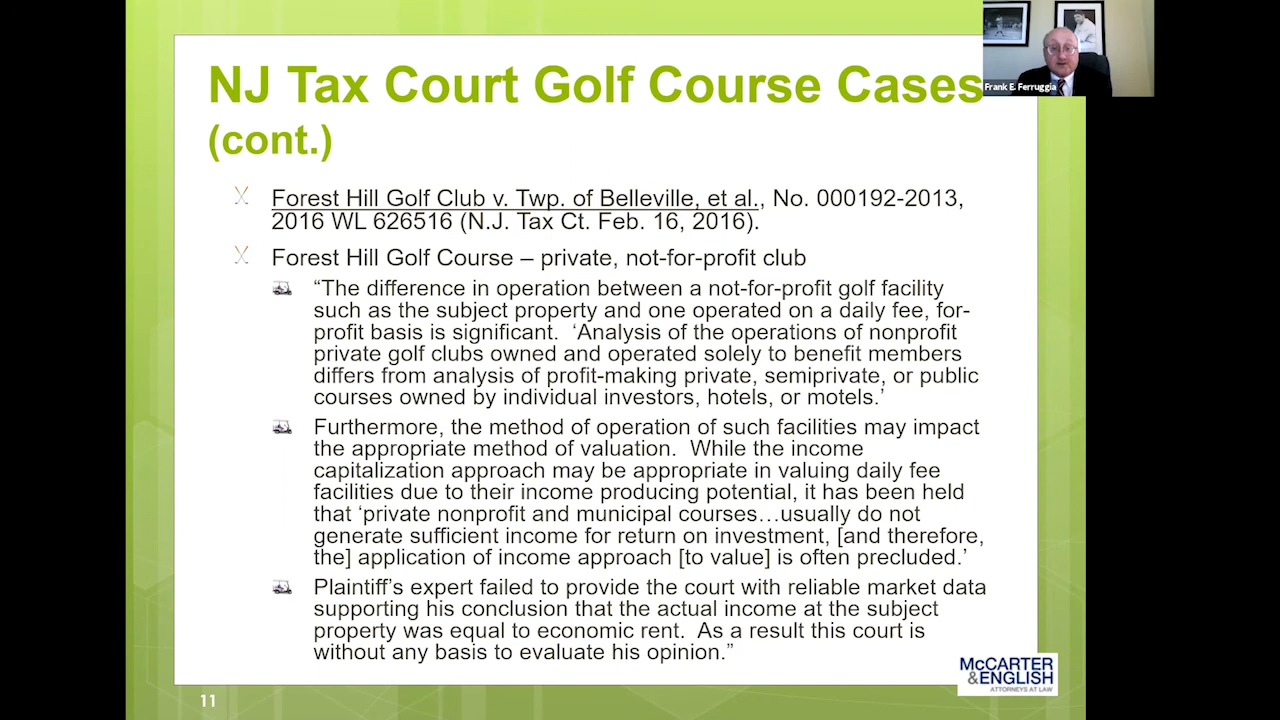 NJ Tax Court Golf Course Cases
(cont.)
Frank E. Ferruggia
Forest Hill Golf Club v. Twp. of Belleville, et al., No. 000192-2013,
2016 WL 626516 (N.J. Tax Ct. Feb. 16, 2016).
Forest Hill Golf Course – private, not-for-profit club
“The difference in operation between a not-for-profit golf facility
such as the subject property and one operated on a daily fee, for-
profit basis is significant.  ‘Analysis of the operations of nonprofit
private golf clubs owned and operated solely to benefit members
differs from analysis of profit-making private, semiprivate, or public
courses owned by individual investors, hotels, or motels.’
Furthermore, the method of operation of such facilities may impact
the appropriate method of valuation.  While the income
capitalization approach may be appropriate in valuing daily fee
facilities due to their income producing potential, it has been held
that ‘private nonprofit and municipal courses…usually do not
generate sufficient income for return on investment, [and therefore,
the] application of income approach [to value] is often precluded.’
Plaintiff’s expert failed to provide the court with reliable market data
supporting his conclusion that the actual income at the subject
property was equal to economic rent.  As a result this court is
without any basis to evaluate his opinion.”
McCARTER
&ENGLISH
ATTORNEYS AT LAW
11